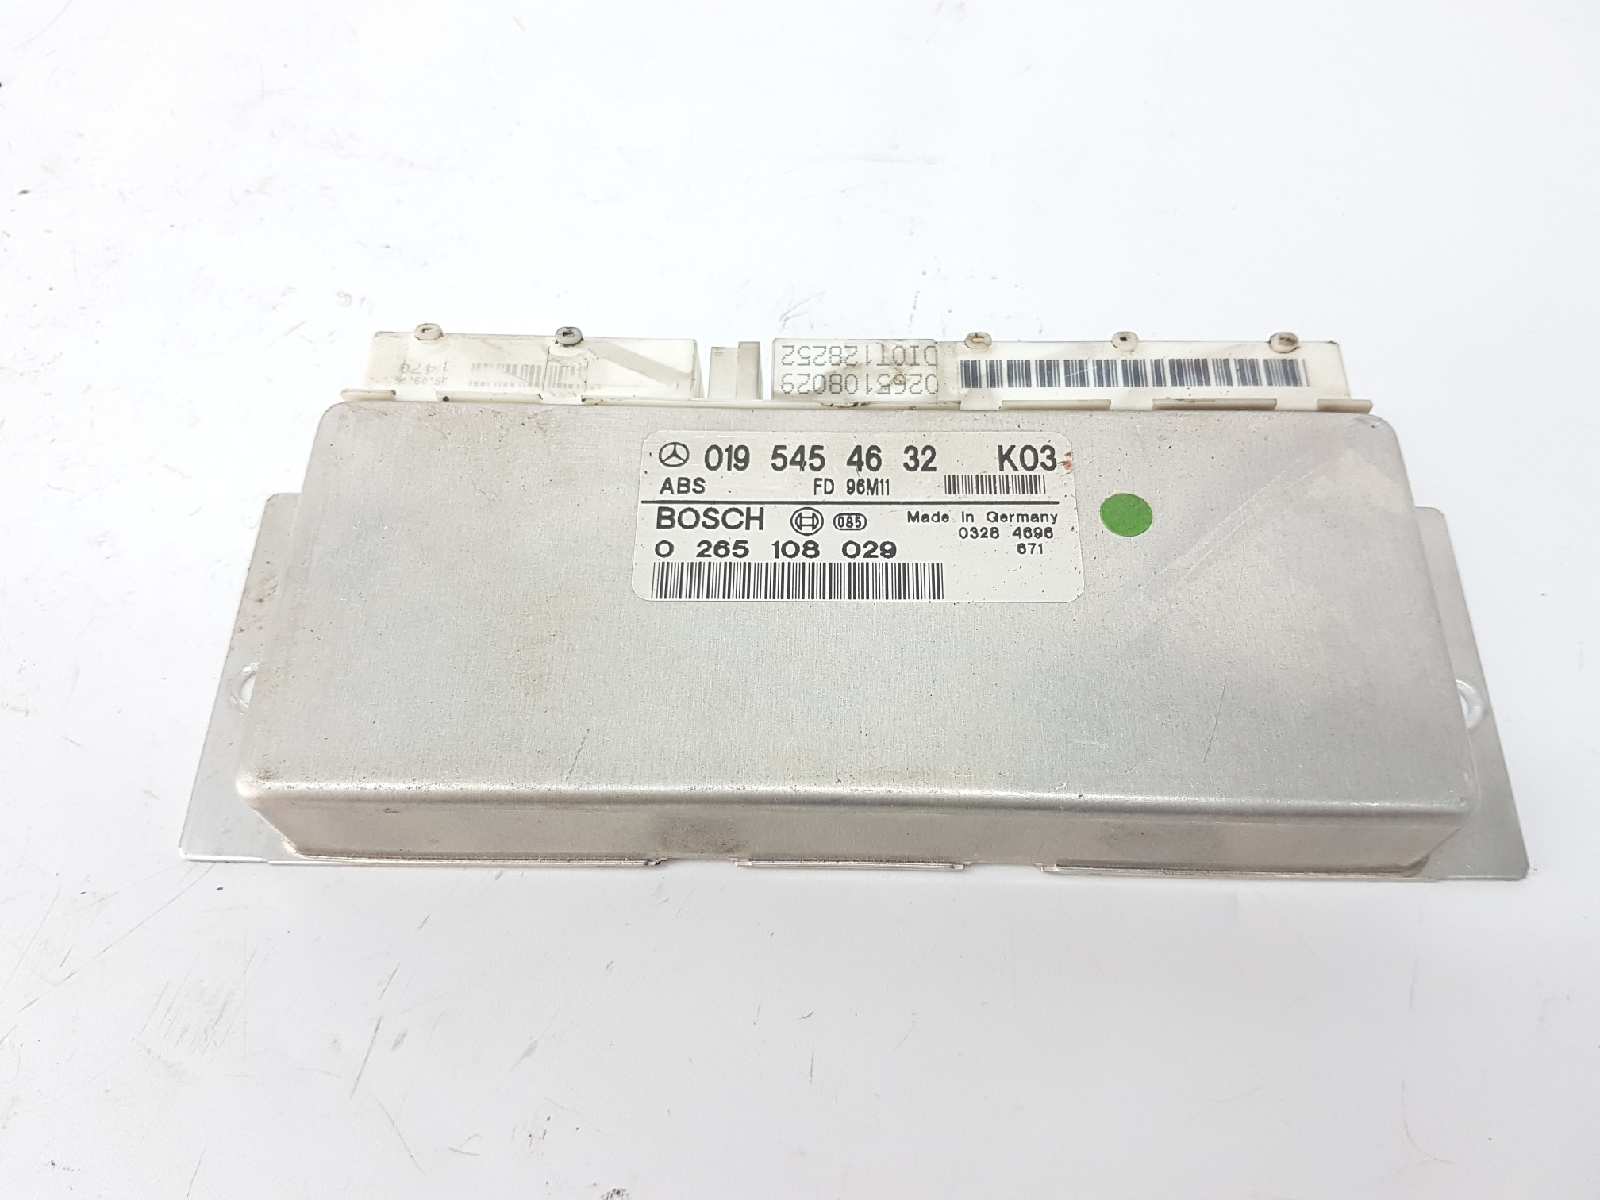 1470
DIOT128252
0265108029
019 545 46 32 K03
ABS FD 96M11
BOSCH 085 Made in Germany
0328 4696
0 265 108 029 671